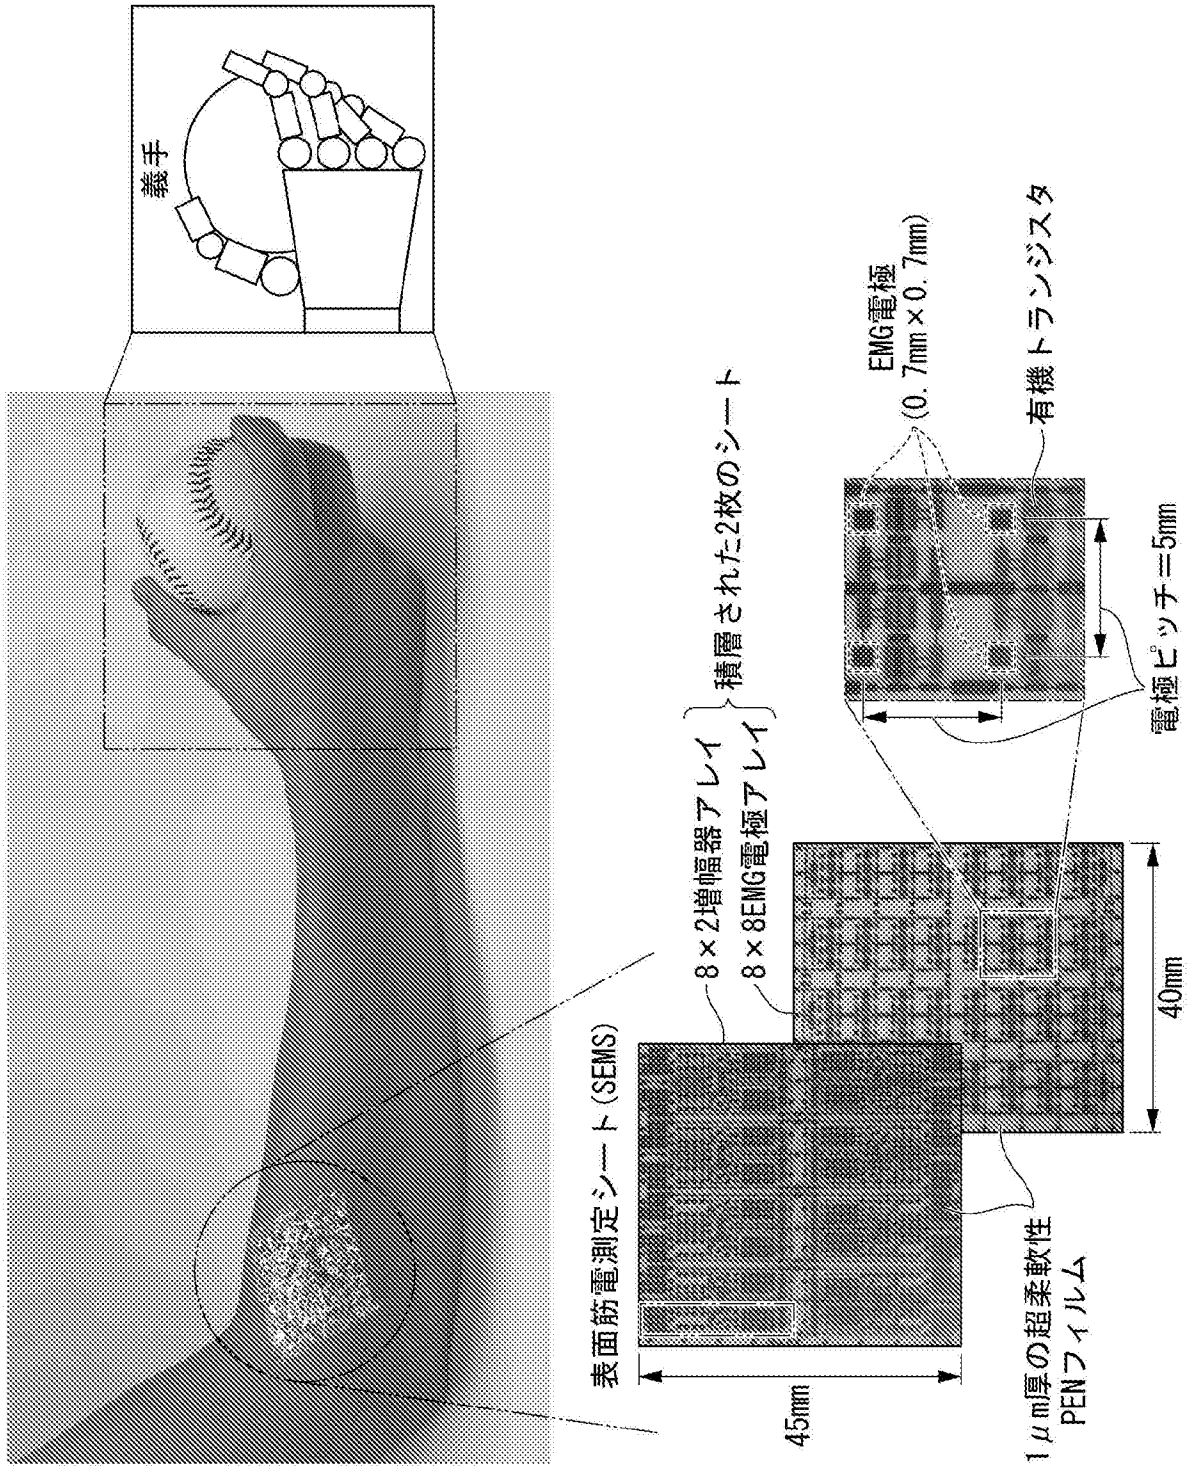 義手
表面筋電測定シート(SEMS)
8×2増幅器アレイ
8×8EMG電極アレイ
積層された2枚のシート
EMG電極
(0.7mm×0.7mm)
有機トランジスタ
電極ピッチ=5mm
45mm
40mm
1μm厚の超柔軟性
PENフィルム